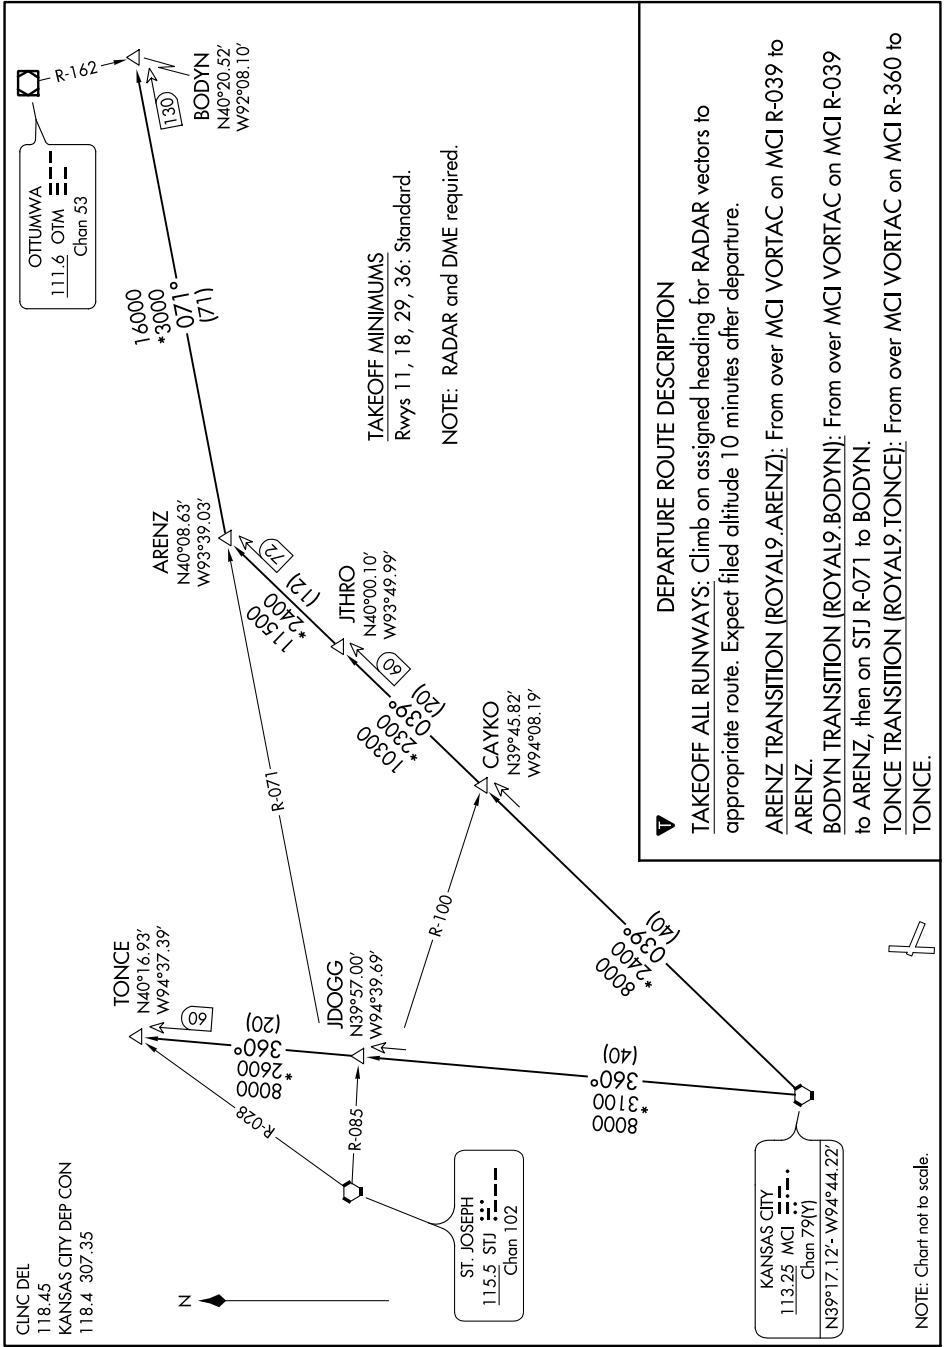 CLNC DEL
118.45
KANSAS CITY DEP CON
118.4 307.35
N
TONCE
N40°16.93'
W94°37.39'
60
8000
*2600
360°
(20)
R-028
R-085
JDOGG
N39°57.00'
W94°39.69'
ST. JOSEPH
115.5 STJ
Chan 102
8000
*3100
360°
(40)
KANSAS CITY
113.25 MCI
Chan 79(Y)
N39°17.12'- W94°44.22'
NOTE: Chart not to scale.
8000
*2400
039°
(40)
R-100
R-071
CAYKO
N39°45.82'
W94°08.19'
10300
*2300
039°
(20)
60
JTHRO
N40°00.10'
W93°49.99'
11500
*2400
(12)
72
ARENZ
N40°08.63'
W93°39.03'
16000
*3000
071°
(71)
130
BODYN
N40°20.52'
W92°08.10'
R-162
OTTUMWA
111.6 OTM
Chan 53
TAKEOFF MINIMUMS
Rwys 11, 18, 29, 36: Standard.
NOTE: RADAR and DME required.
T
DEPARTURE ROUTE DESCRIPTION
TAKEOFF ALL RUNWAYS: Climb on assigned heading for RADAR vectors to
appropriate route. Expect filed altitude 10 minutes after departure.
ARENZ TRANSITION (ROYAL9.ARENZ): From over MCI VORTAC on MCI R-039 to
ARENZ.
BODYN TRANSITION (ROYAL9.BODYN): From over MCI VORTAC on MCI R-039
to ARENZ, then on STJ R-071 to BODYN.
TONCE TRANSITION (ROYAL9.TONCE): From over MCI VORTAC on MCI R-360 to
TONCE.